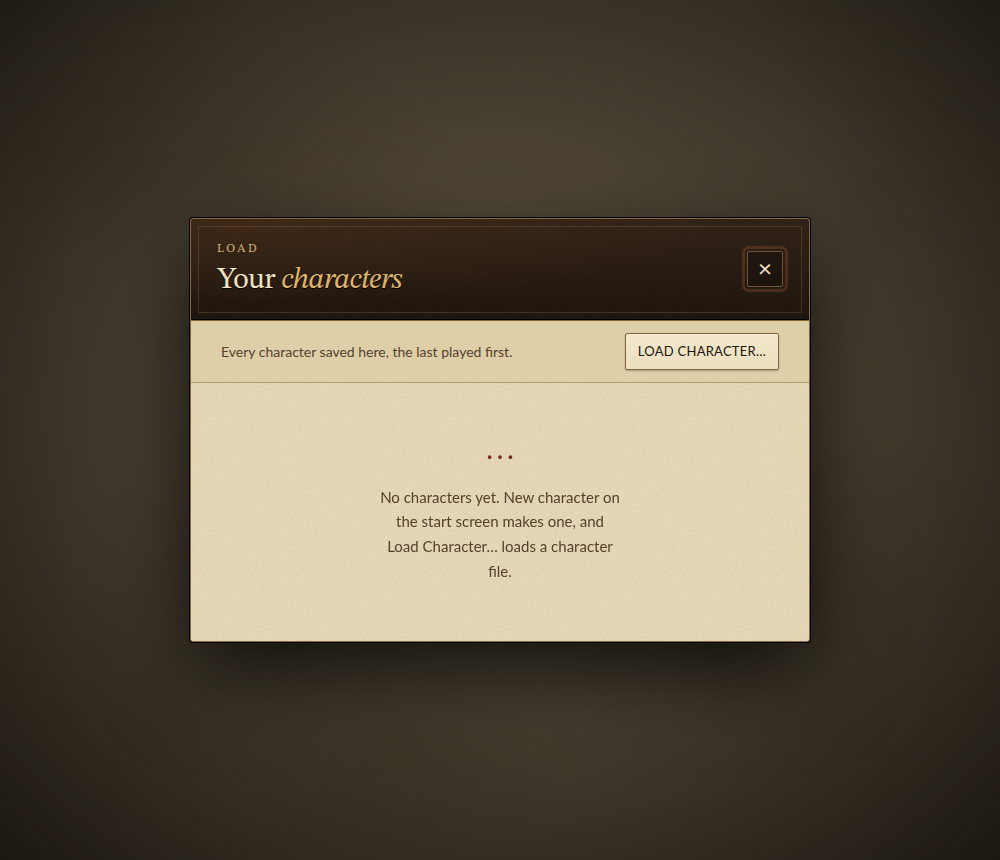 LOAD
Your characters
✕
Every character saved here, the last played first.
LOAD CHARACTER...
...
No characters yet. New character on
the start screen makes one, and
Load Character... loads a character
file.